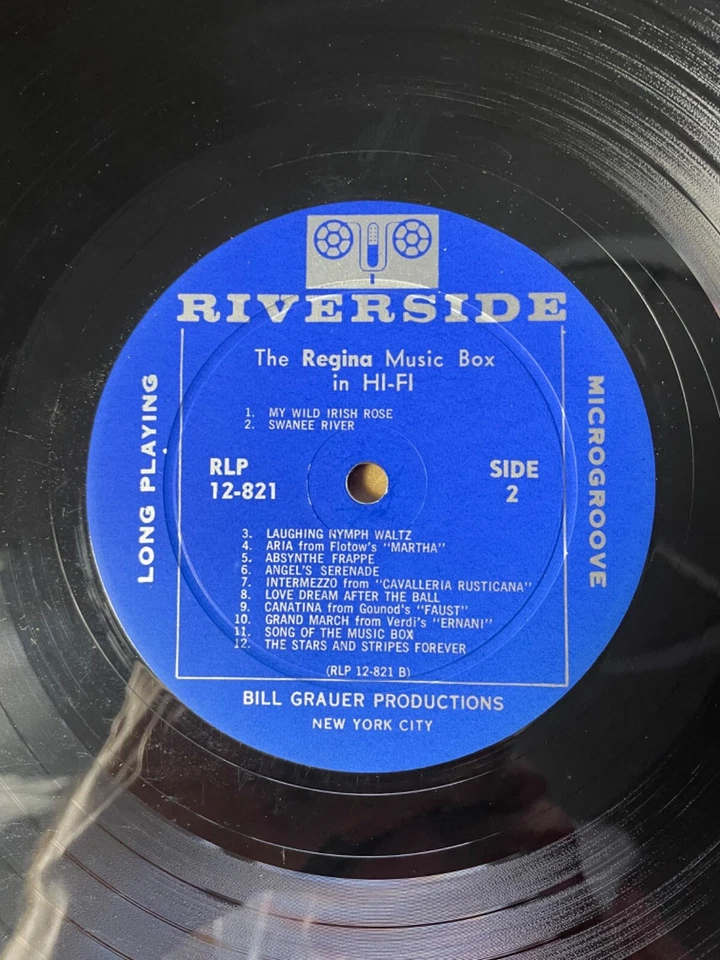 RIVERSIDE
The Regina Music Box
in HI-FI
1. MY WILD IRISH ROSE
2. SWANEE RIVER
LONG PLAYING
RLP
12-821
SIDE
2
MICROGROOVE
3. LAUGHING NYMPH WALTZ
4. ARIA from Flotow's "MARTHA"
5. ABSYNTHE FRAPPE
6. ANGEL'S SERENADE
7. INTERMEZZO from "CAVALLERIA RUSTICANA"
8. LOVE DREAM AFTER THE BALL
9. CANATINA from Gounod's "FAUST"
10. GRAND MARCH from Verdi's "ERNANI"
11. SONG OF THE MUSIC BOX
12. THE STARS AND STRIPES FOREVER
(RLP 12-821 B)
BILL GRAUER PRODUCTIONS
NEW YORK CITY